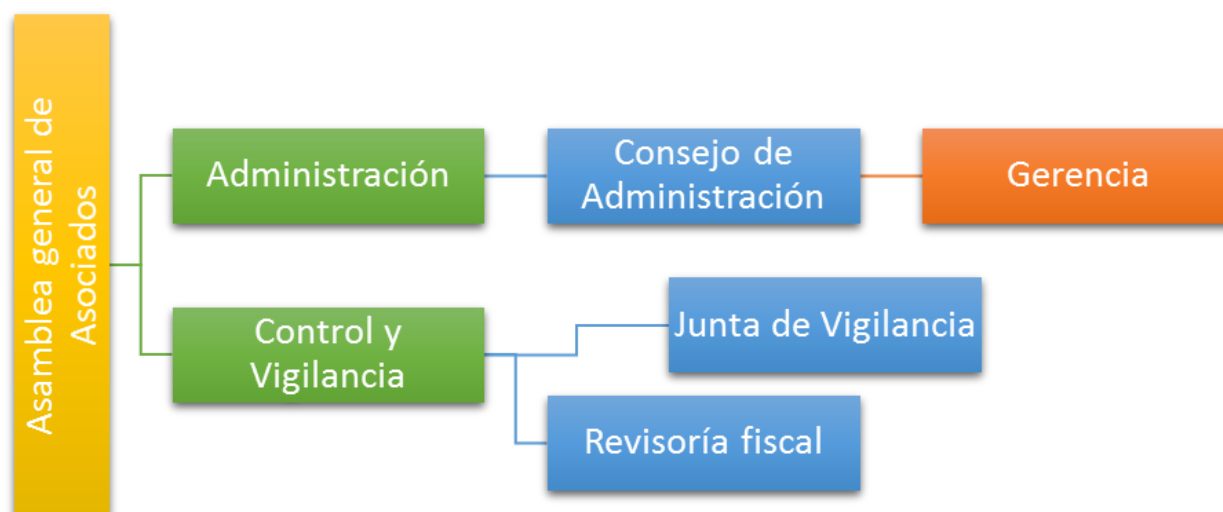 Asamblea general de
Asociados
Administración
Consejo de
Administración
Gerencia
Control y
Vigilancia
Junta de Vigilancia
Revisoría fiscal